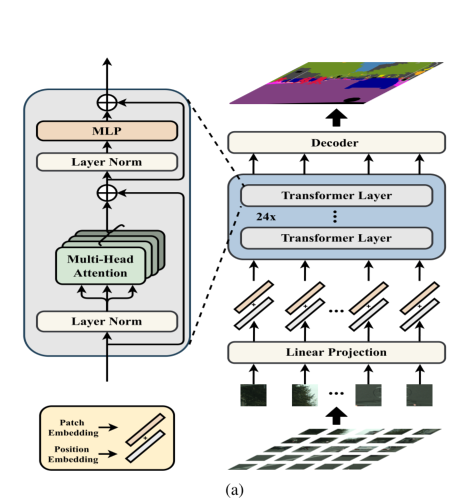 MLP
Layer Norm
Multi-Head
Attention
Layer Norm
Patch
Embedding
Position
Embedding
Decoder
Transformer Layer
24x
Transformer Layer
...
Linear Projection
...
(a)